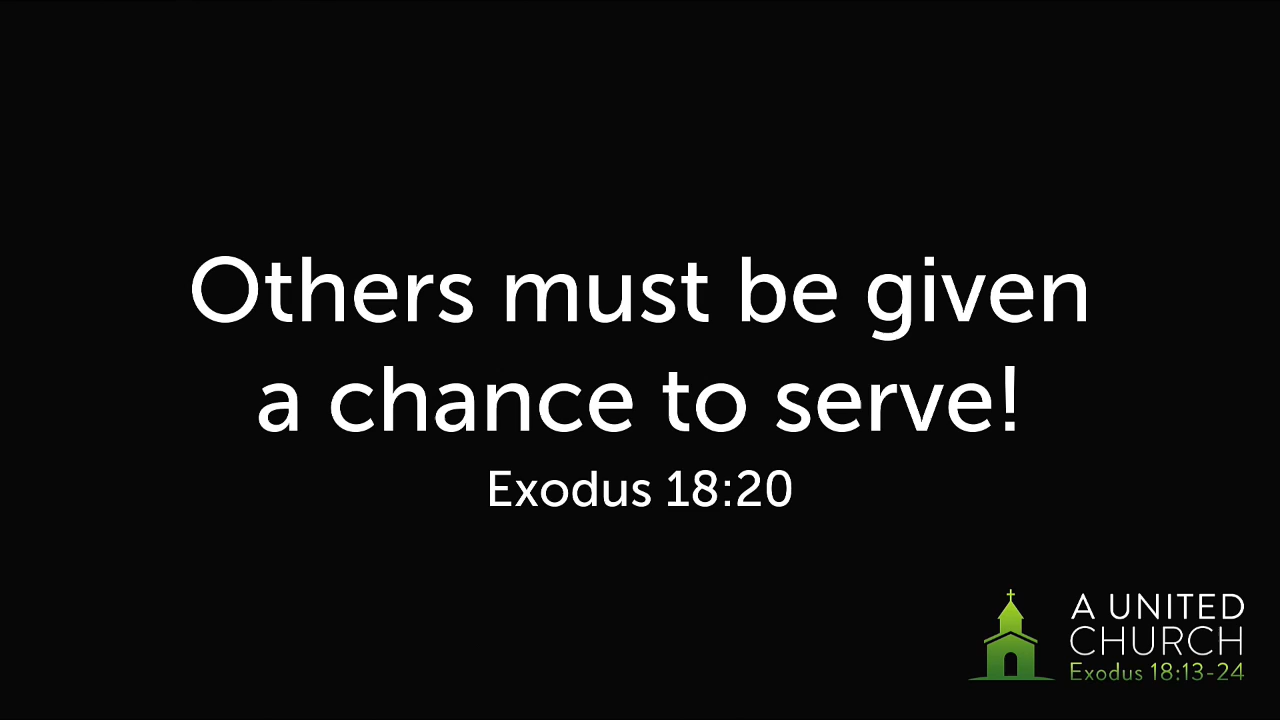 Others must be given
a chance to serve!
Exodus 18:20
A UNITED
CHURCH
Exodus 18:13-24